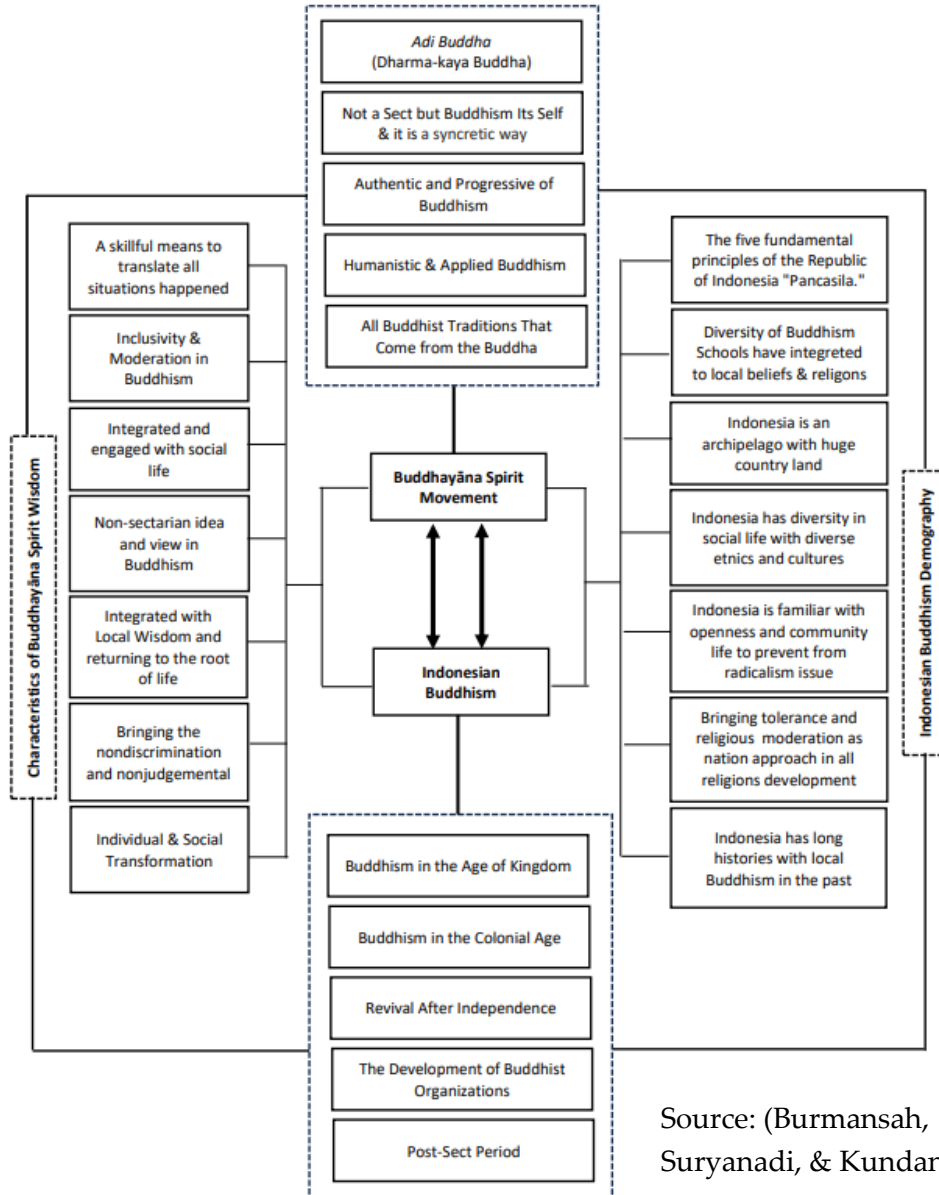 Adi Buddha
(Dharma-kaya Buddha)
Not a Sect but Buddhism Its Self
& it is a syncretic way
Authentic and Progressive of
Buddhism
Humanistic & Applied Buddhism
All Buddhist Traditions That
Come from the Buddha
Characteristics of Buddhayāna Spirit Wisdom
A skillful means to
translate all
situations happened
Inclusivity &
Moderation in
Buddhism
Integrated and
engaged with social
life
Non-sectarian idea
and view in
Buddhism
Integrated with
Local Wisdom and
returning to the root
of life
Bringing the
nondiscrimination
and nonjudgemental
Individual & Social
Transformation
Buddhayāna Spirit
Movement
Indonesian
Buddhism
The five fundamental
principles of the Republic
of Indonesia "Pancasila."
Diversity of Buddhism
Schools have integreted
to local beliefs & religons
Indonesia is an
archipelago with huge
country land
Indonesia has diversity in
social life with diverse
etnics and cultures
Indonesia is familiar with
openness and community
life to prevent from
radicalism issue
Bringing tolerance and
religious moderation as
nation approach in all
religions development
Indonesia has long
histories with local
Buddhism in the past
Indonesian Buddhism Demography
Buddhism in the Age of Kingdom
Buddhism in the Colonial Age
Revival After Independence
The Development of Buddhist
Organizations
Post-Sect Period
Source: (Burmansah,
Suryanadi, & Kundar